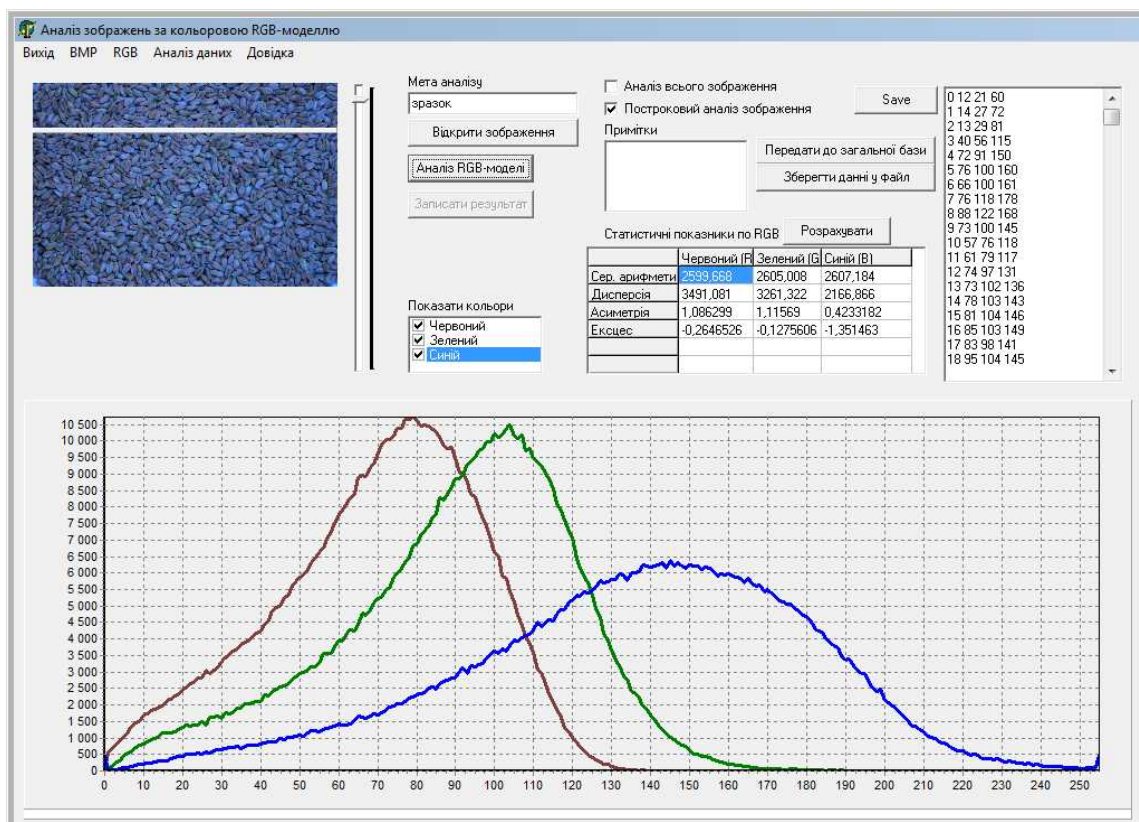 Аналіз зображень за кольоровою RGB-моделлю
Вихід BMP RGB Аналіз даних Довідка
Мета аналізу
зразок
Відкрити зображення
Аналіз RGB-моделі
Записати результат
Показати кольори
Червоний
Зелений
Синій
Аналіз всього зображення
Построковий аналіз зображення
Save
Примітки
Передати до загальної бази
Зберегти данні у файл
Статистичні показники по RGB
Розрахувати
Червоний (R Зелений (G Синій (B)
Сер. арифмети 2599,668 2605,008 2607,184
Дисперсія 3491,081 3261,322 2166,866
Асиметрія 1,086299 1,11569 0,4233182
Ексцес -0,2646526 -0,1275606 -1,351463
0 12 21 60
1 14 27 72
2 13 29 81
3 40 56 115
4 72 91 150
5 76 100 160
6 66 100 161
7 76 118 178
8 88 122 168
9 73 100 145
10 57 76 118
11 61 79 117
12 74 97 131
13 73 102 136
14 78 103 143
15 81 104 146
16 85 103 149
17 83 98 141
18 95 104 145
10 500
10 000
9 500
9 000
8 500
8 000
7 500
7 000
6 500
6 000
5 500
5 000
4 500
4 000
3 500
3 000
2 500
2 000
1 500
1 000
500
0
0 10 20 30 40 50 60 70 80 90 100 110 120 130 140 150 160 170 180 190 200 210 220 230 240 250